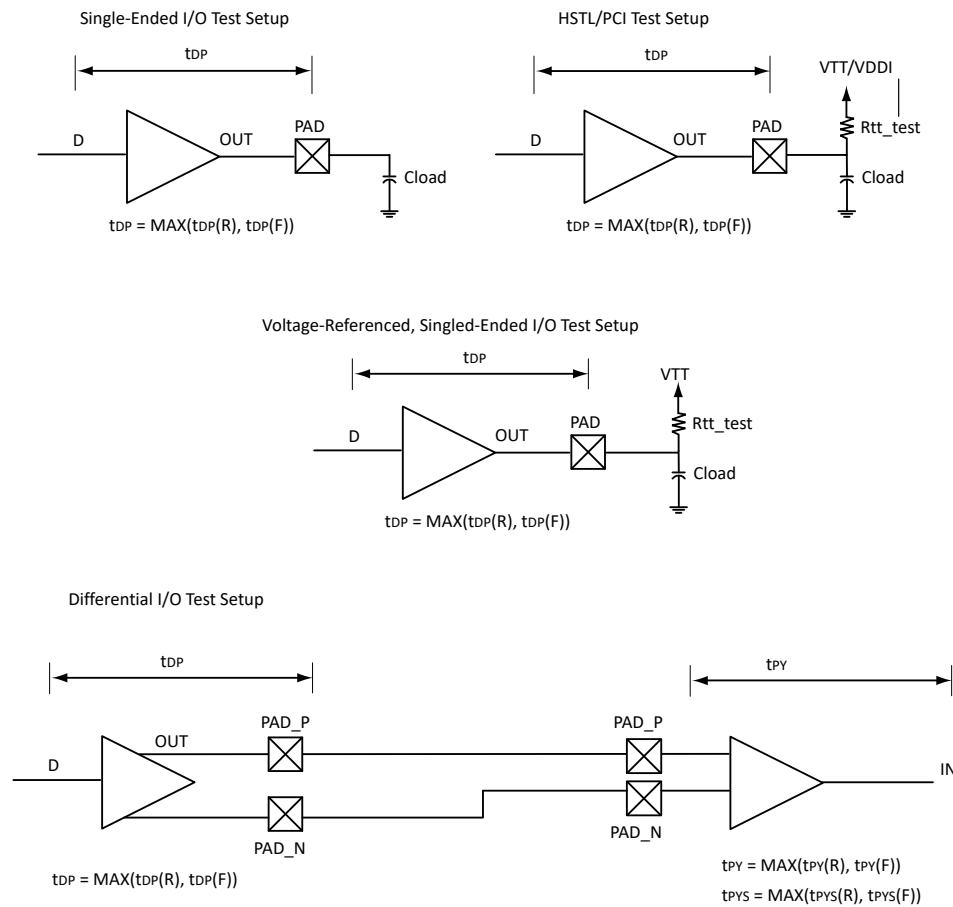 Single-Ended I/O Test Setup
tDP
D
OUT
PAD
Cload
tDP = MAX(tDP(R), tDP(F))
HSTL/PCI Test Setup
tDP
VTT/VDDI
Rtt_test
D
OUT
PAD
Cload
tDP = MAX(tDP(R), tDP(F))
Voltage-Referenced, Singled-Ended I/O Test Setup
tDP
VTT
Rtt_test
D
OUT
PAD
Cload
tDP = MAX(tDP(R), tDP(F))
Differential I/O Test Setup
tDP
tPY
D
OUT
PAD_P
PAD_N
PAD_P
PAD_N
IN
tDP = MAX(tDP(R), tDP(F))
tPY = MAX(tPY(R), tPY(F))
tPYS = MAX(tPYS(R), tPYS(F))